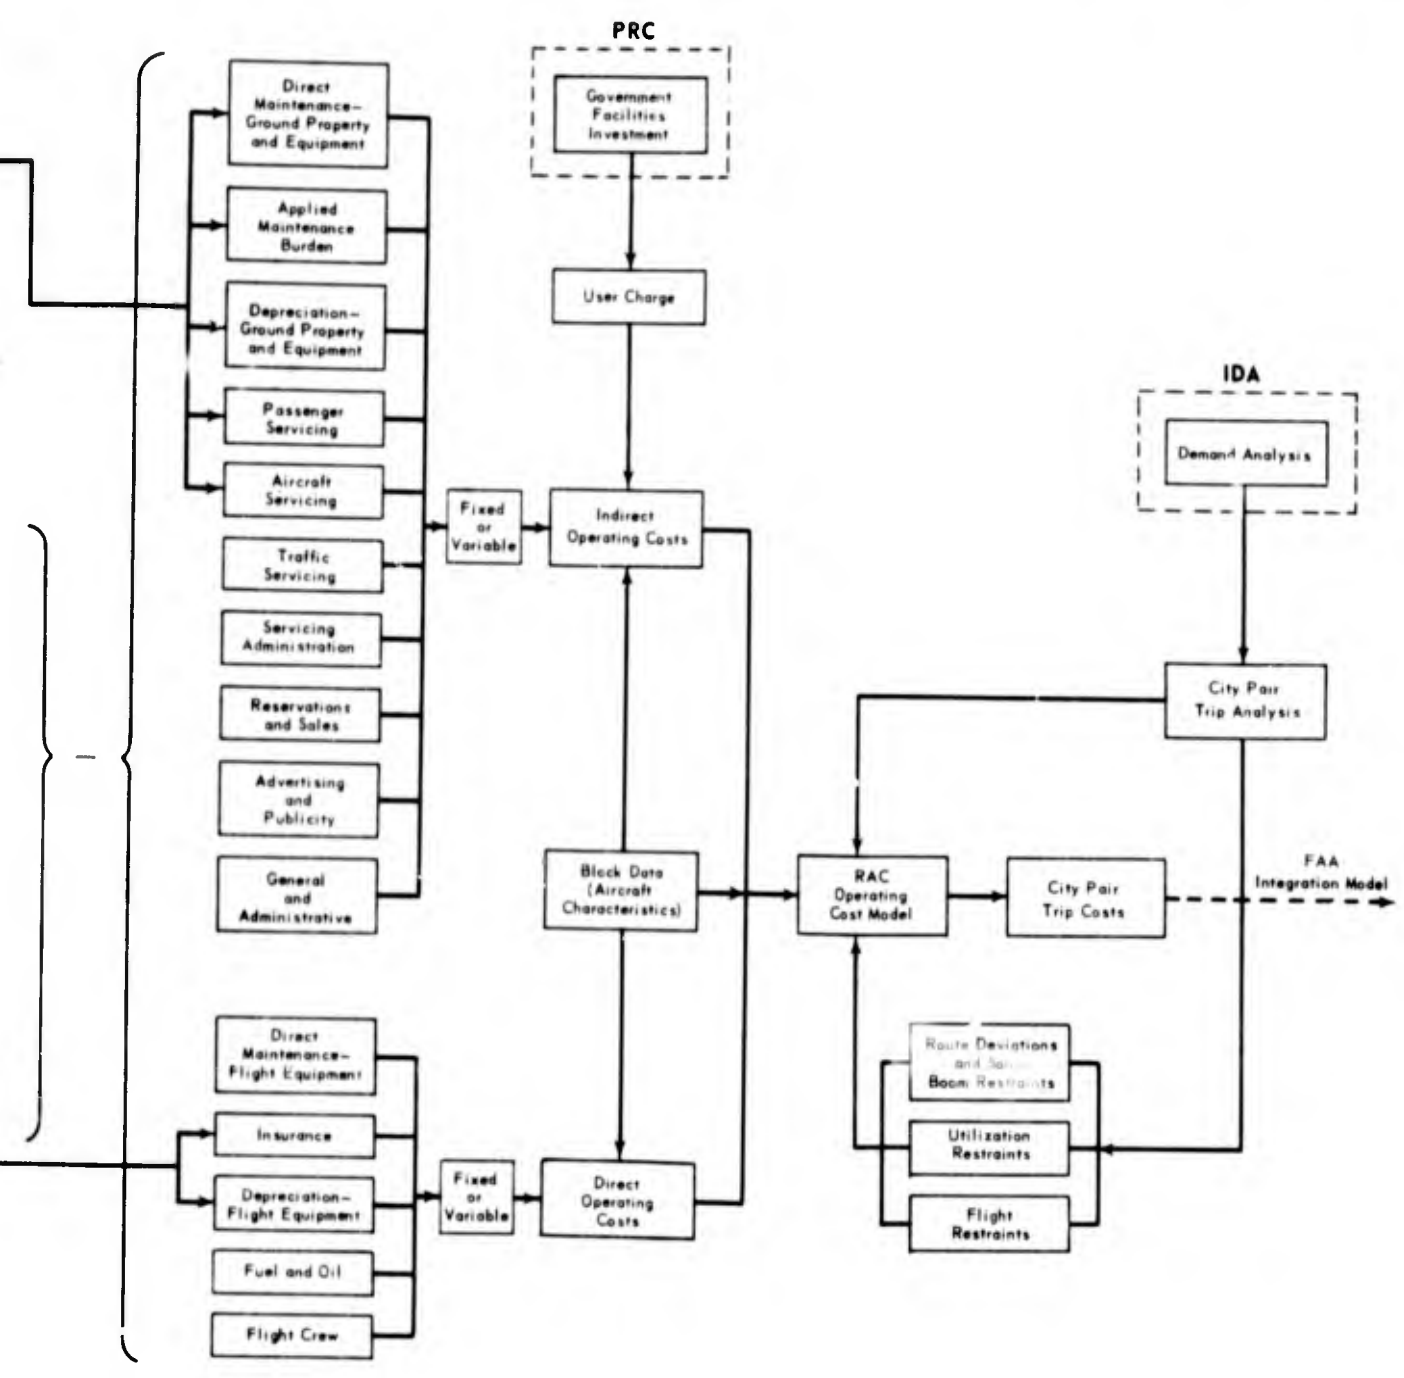 PRC
Government
Facilities
Investment
User Charge
Direct
Maintenance–
Ground Property
and Equipment
Applied
Maintenance
Burden
Depreciation–
Ground Property
and Equipment
Passenger
Servicing
Aircraft
Servicing
Traffic
Servicing
Servicing
Administration
Reservations
and Sales
Advertising
and
Publicity
General
and
Administrative
Fixed
or
Variable
Indirect
Operating Costs
Block Data
(Aircraft
Characteristics)
Direct
Maintenance–
Flight Equipment
Insurance
Depreciation–
Flight Equipment
Fuel and Oil
Flight Crew
Fixed
or
Variable
Direct
Operating
Costs
IDA
Demand Analysis
City Pair
Trip Analysis
RAC
Operating
Cost Model
City Pair
Trip Costs
FAA
Integration Model
Route Deviations
and
Boom Restraints
Utilization
Restraints
Flight
Restraints